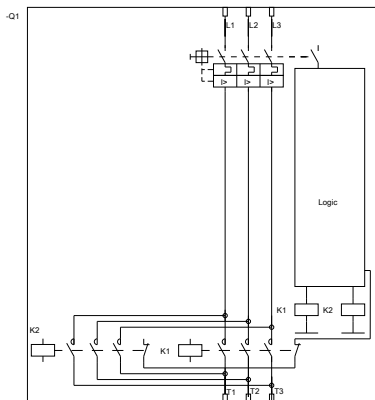 -Q1
L1 L2 L3
I> I> I>
Logic
K1 K2
K2
K1
T1 T2 T3